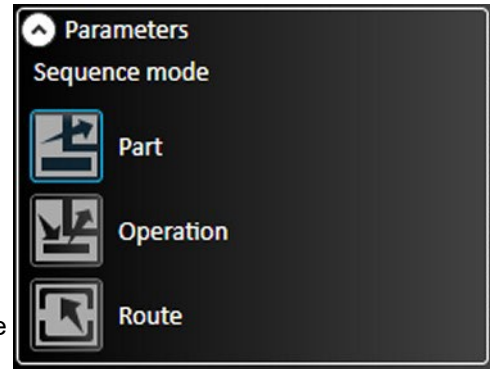 Parameters
Sequence mode
Part
Operation
Route
e